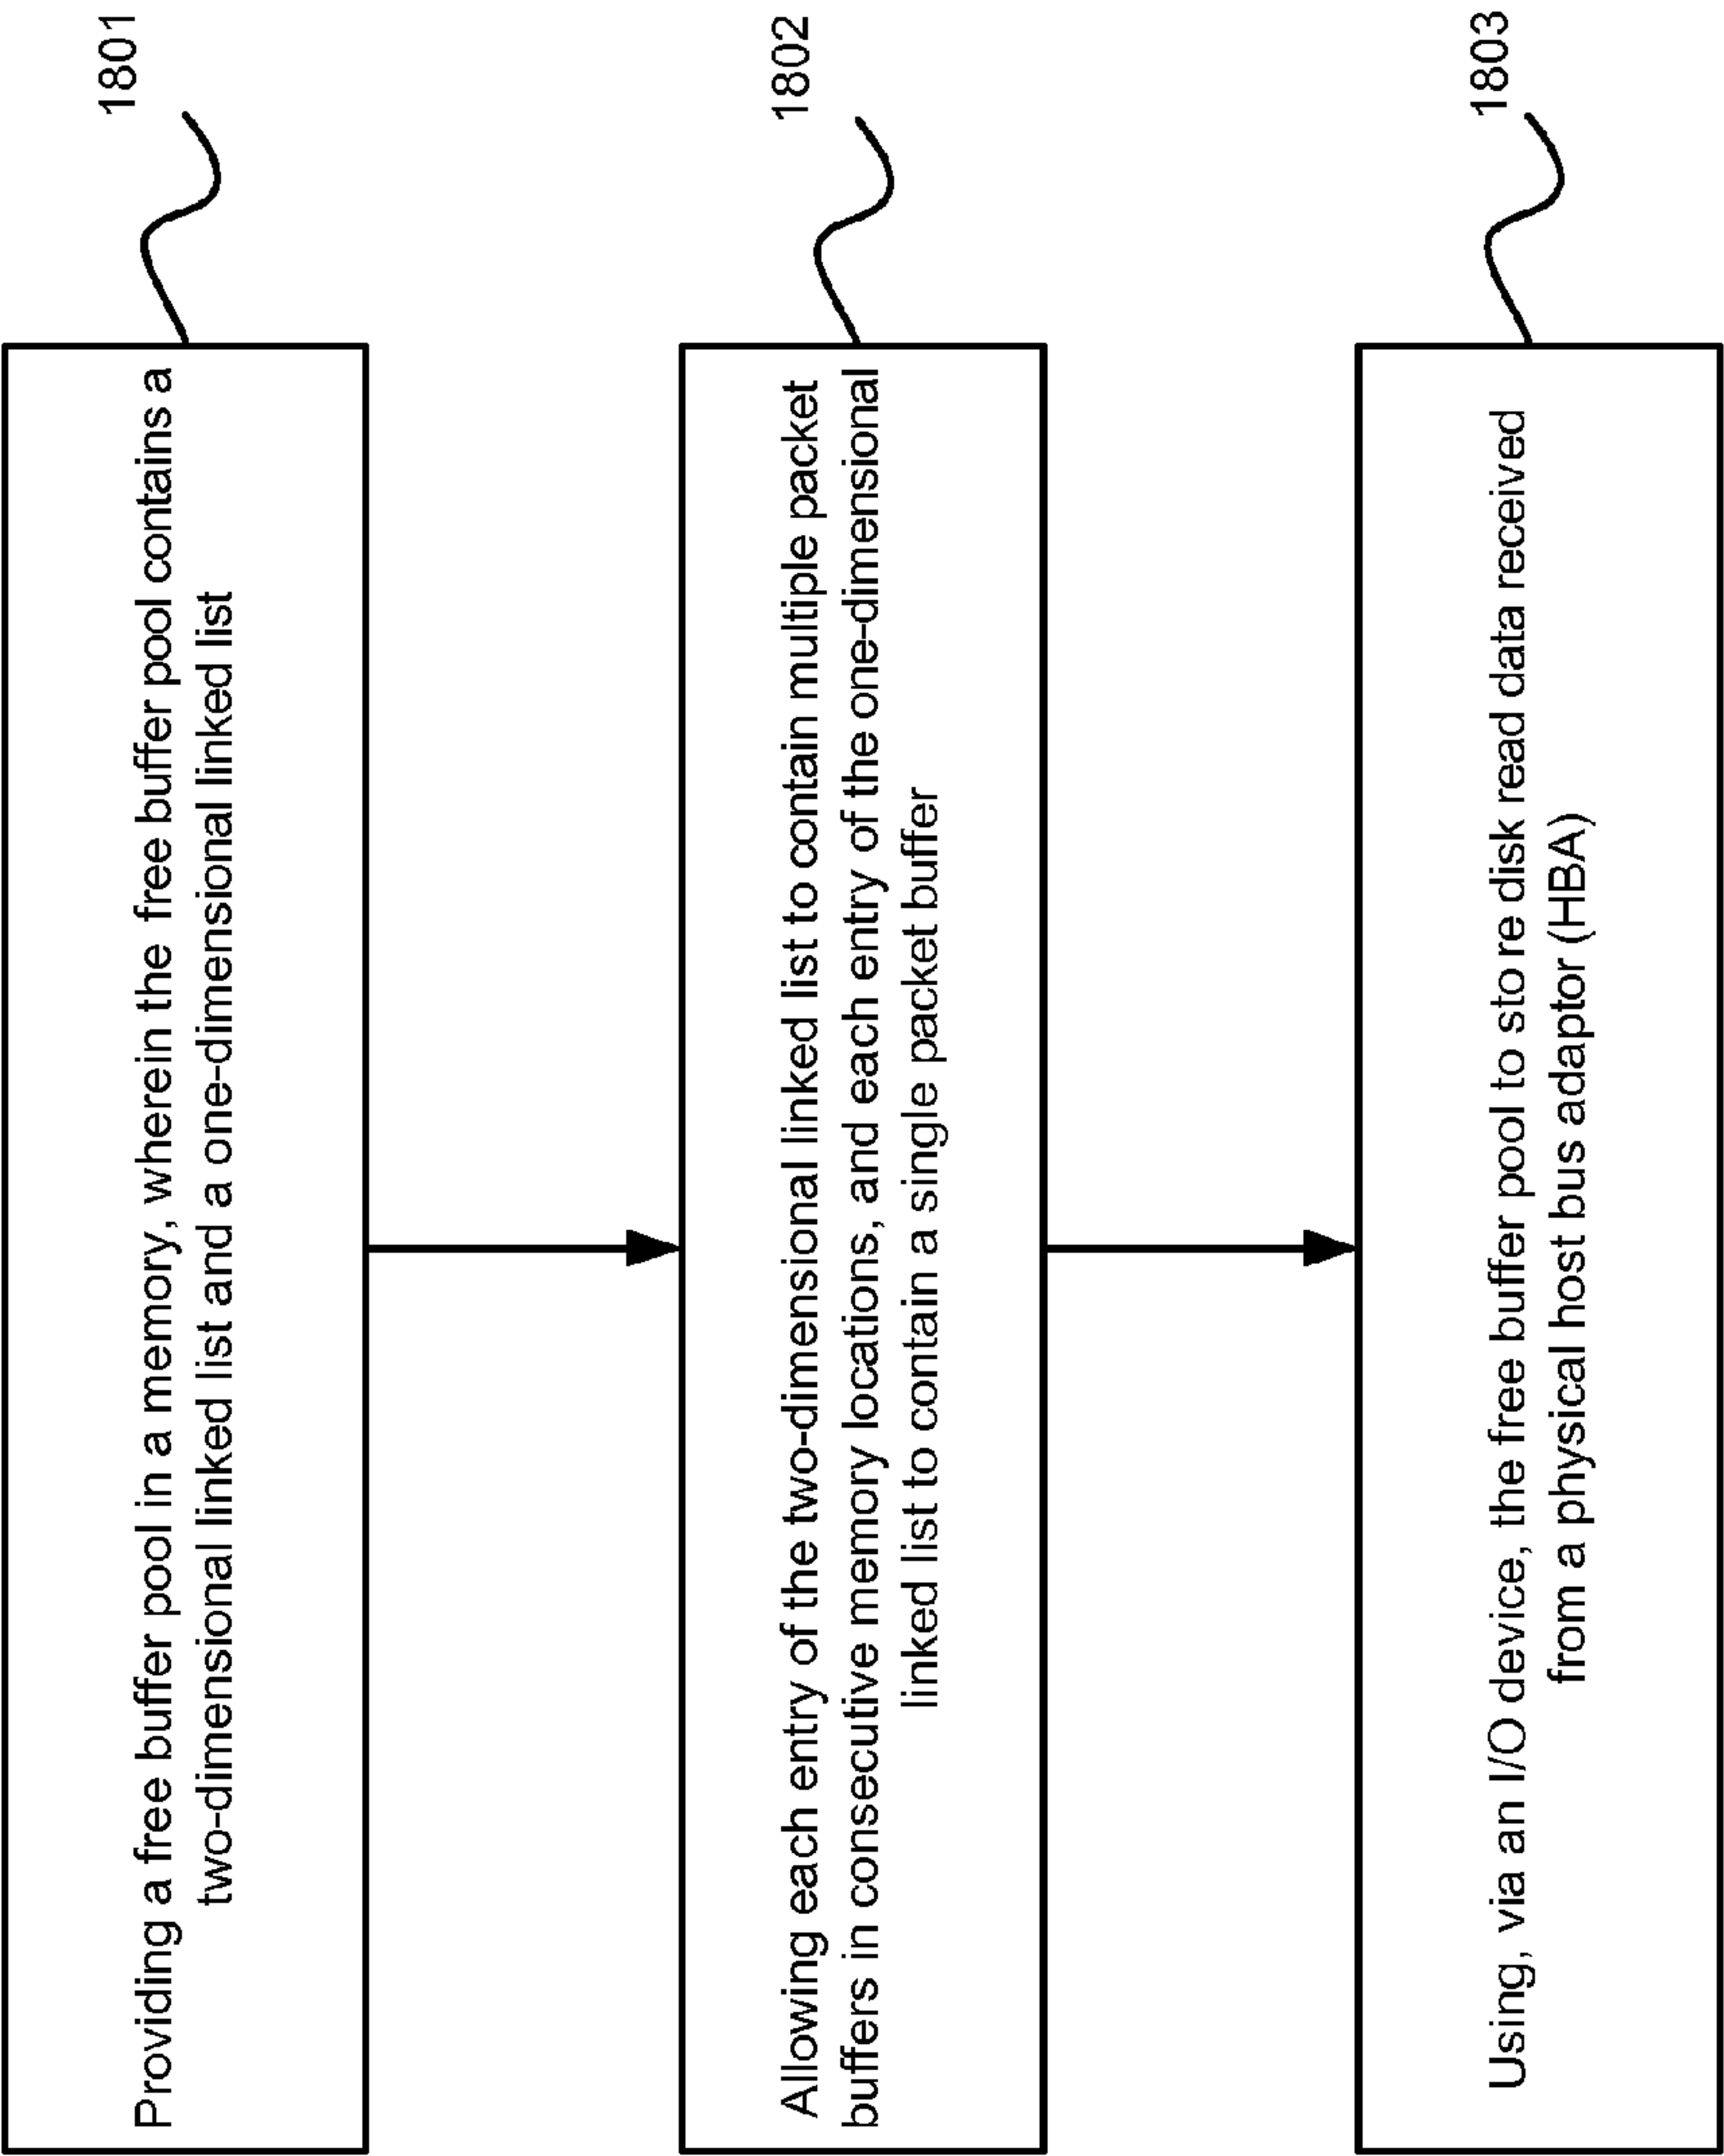 Providing a free buffer pool in a memory, wherein the free buffer pool contains a
two-dimensional linked list and a one-dimensional linked list
1801
Allowing each entry of the two-dimensional linked list to contain multiple packet
buffers in consecutive memory locations, and each entry of the one-dimensional
linked list to contain a single packet buffer
1802
Using, via an I/O device, the free buffer pool to store disk read data received
from a physical host bus adaptor (HBA)
1803